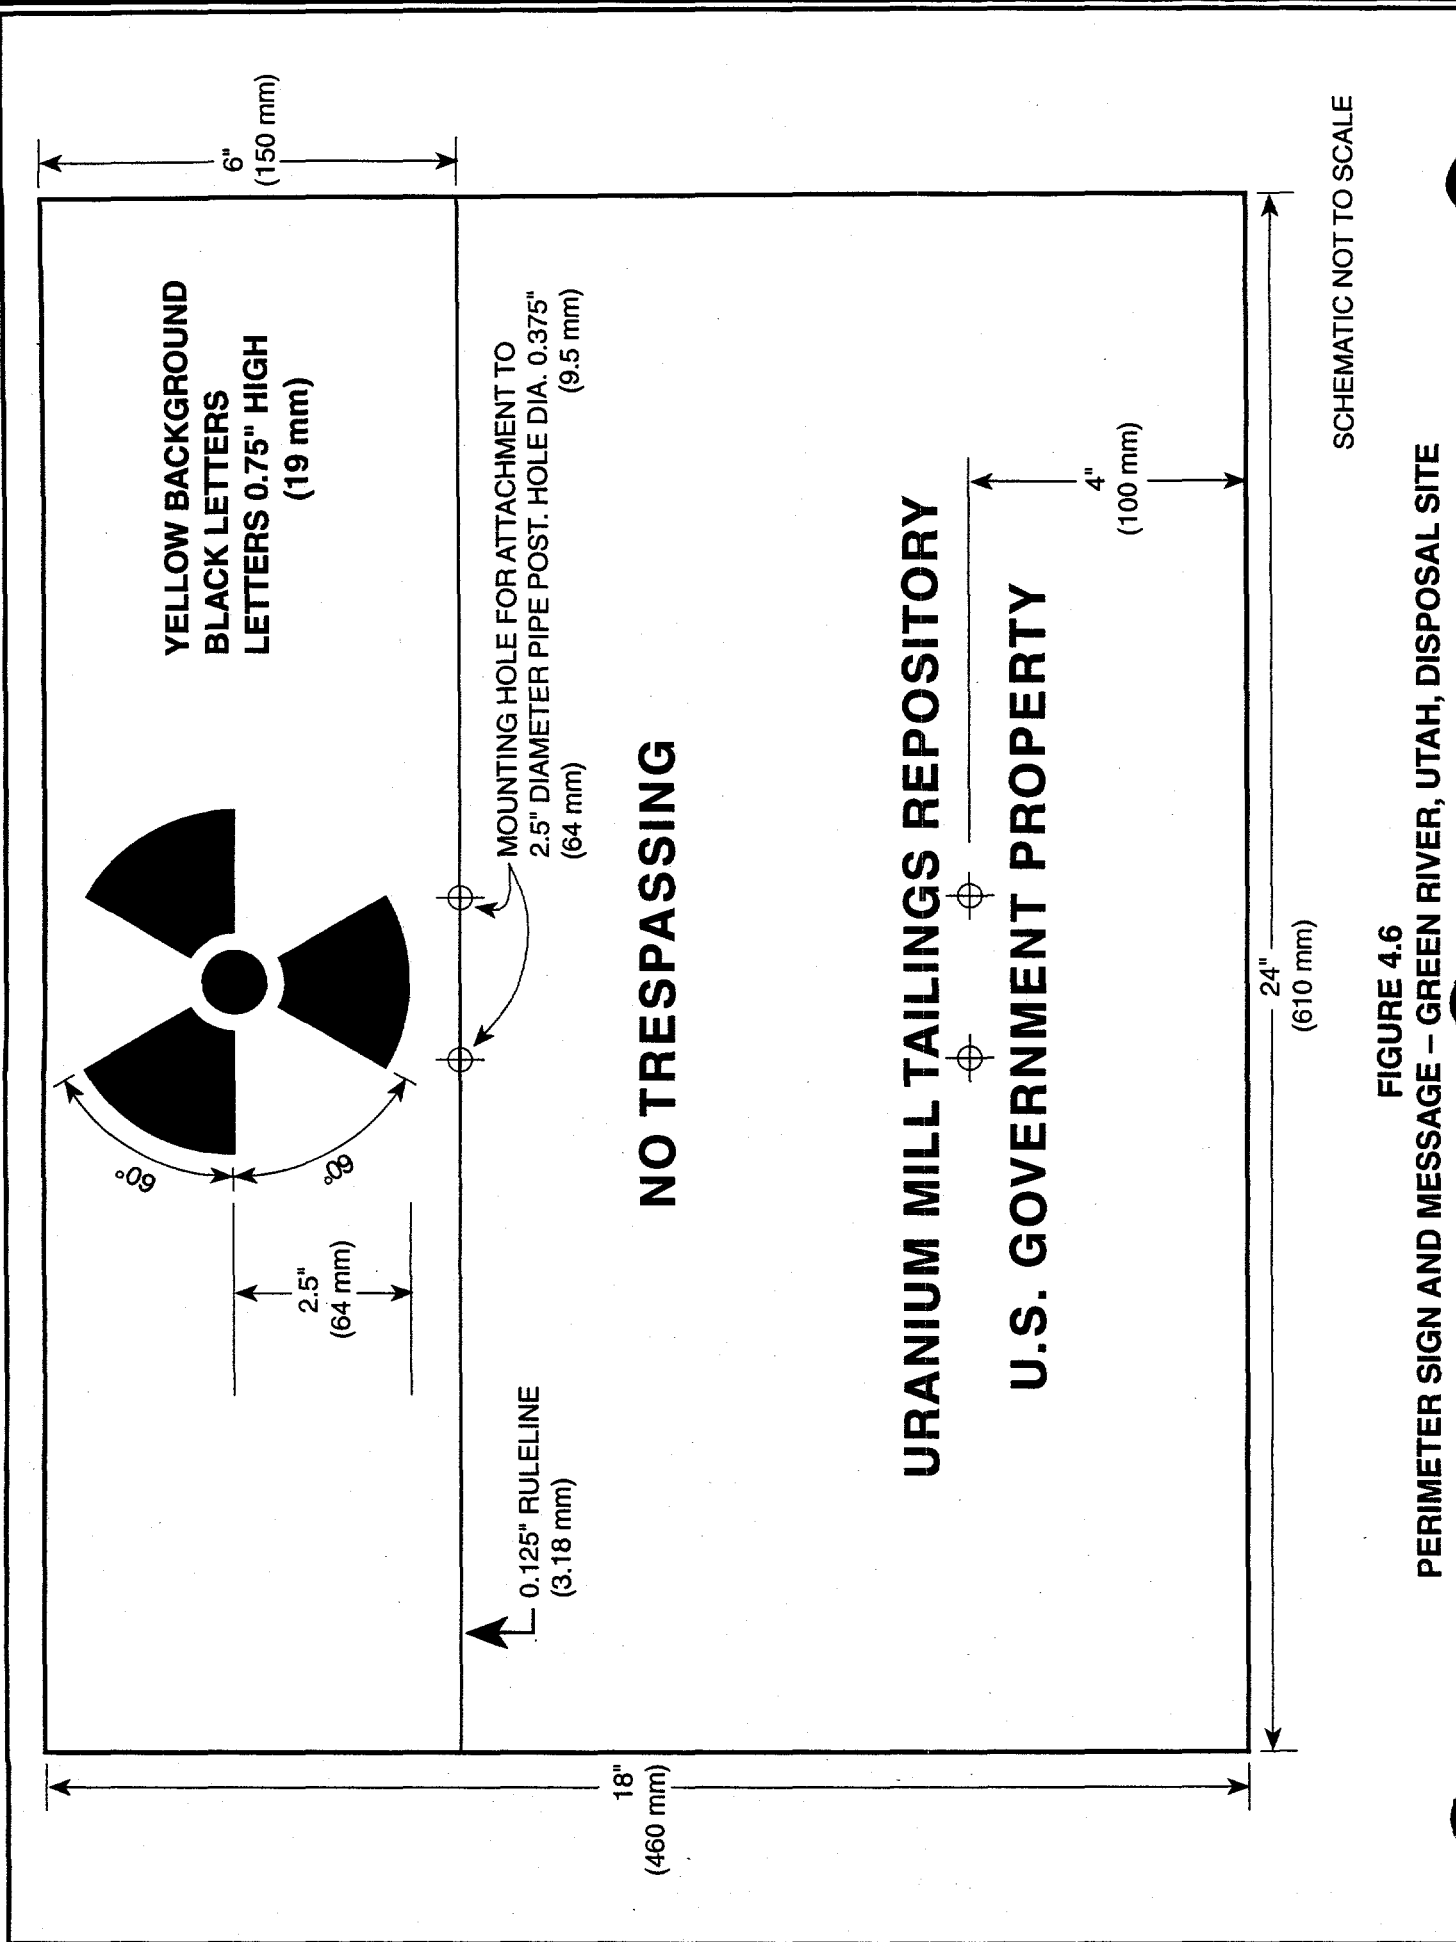 6"
(150 mm)
YELLOW BACKGROUND
BLACK LETTERS
LETTERS 0.75" HIGH
(19 mm)
60°
60°
2.5"
(64 mm)
18"
(460 mm)
0.125" RULELINE
(3.18 mm)
MOUNTING HOLE FOR ATTACHMENT TO
2.5" DIAMETER PIPE POST. HOLE DIA. 0.375"
(64 mm) (9.5 mm)
NO TRESPASSING
URANIUM MILL TAILINGS REPOSITORY
U.S. GOVERNMENT PROPERTY
4"
(100 mm)
24"
(610 mm)
SCHEMATIC NOT TO SCALE
FIGURE 4.6
PERIMETER SIGN AND MESSAGE – GREEN RIVER, UTAH, DISPOSAL SITE